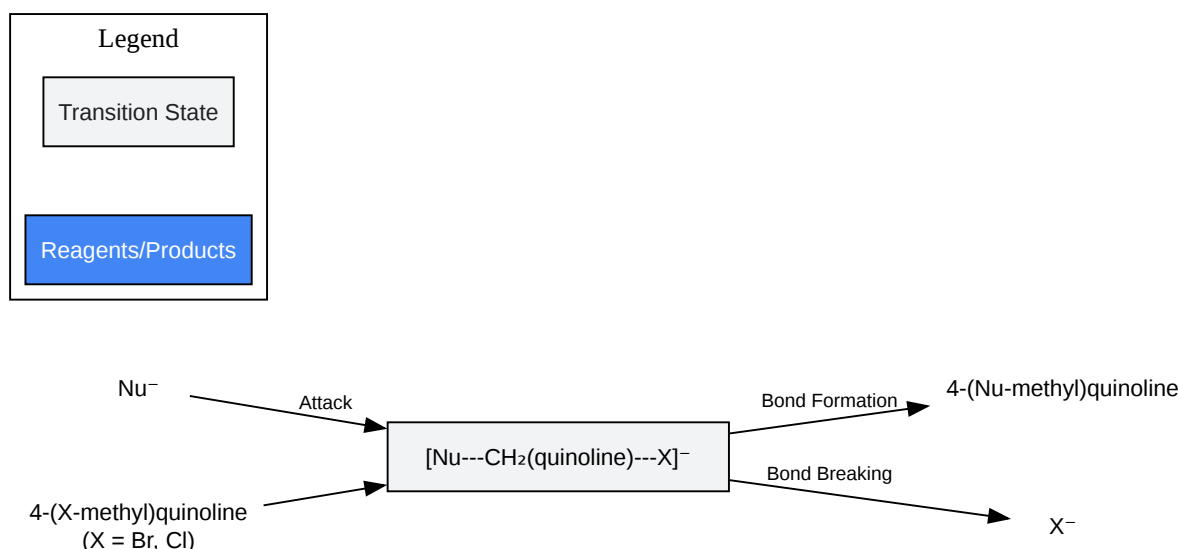 Legend
Transition State
Reagents/Products
Nu⁻
Attack
4-(X-methyl)quinoline
(X = Br, Cl)
[Nu---CH₂(quinoline)---X]⁻
Bond Formation
4-(Nu-methyl)quinoline
Bond Breaking
X⁻